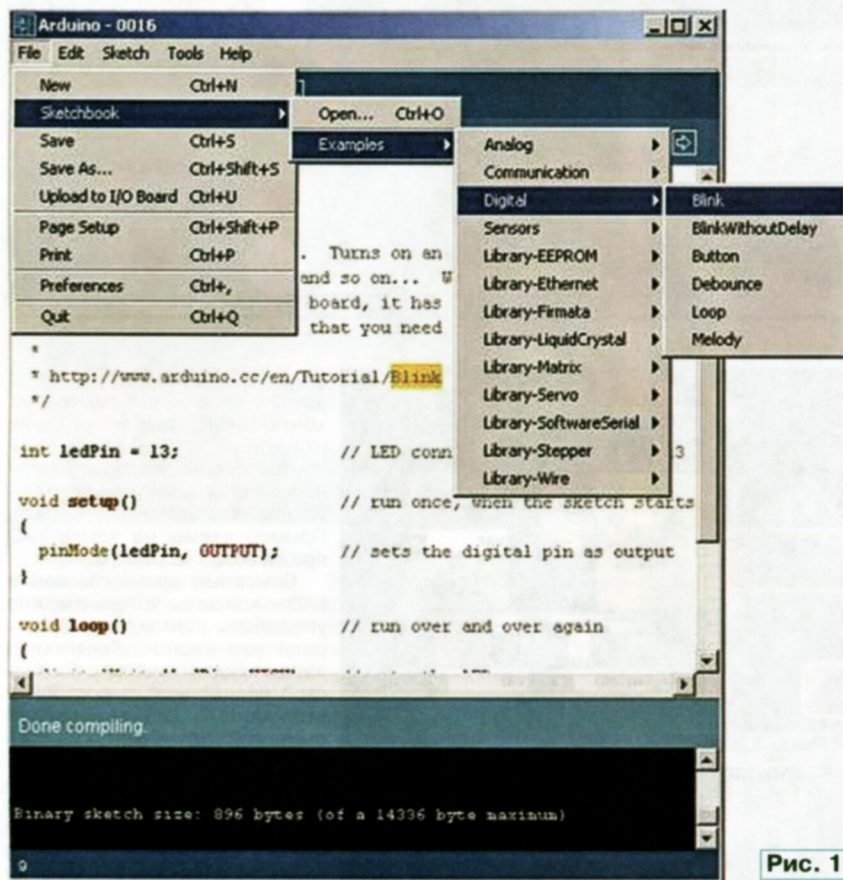 Arduino - 0016
File Edit Sketch Tools Help
New Ctrl+N
Sketchbook
Save Ctrl+S
Save As... Ctrl+Shift+S
Upload to I/O Board Ctrl+U
Page Setup Ctrl+Shift+P
Print Ctrl+P
Preferences Ctrl+,
Quit Ctrl+Q
Open... Ctrl+O
Examples
Analog
Communication
Digital
Sensors
Library-EEPROM
Library-Ethernet
Library-Firmata
Library-LiquidCrystal
Library-Matrix
Library-Servo
Library-SoftwareSerial
Library-Stepper
Library-Wire
Blink
BlinkWithoutDelay
Button
Debounce
Loop
Melody
. Turns on an
and so on... W
board, it has
that you need
*
* http://www.arduino.cc/en/Tutorial/Blink
*/
int ledPin = 13; // LED conn 3
void setup() // run once, when the sketch starts
{
pinMode(ledPin, OUTPUT); // sets the digital pin as output
}
void loop() // run over and over again
{
Done compiling.
Binary sketch size: 896 bytes (of a 14336 byte maximum)
9
Рис. 1